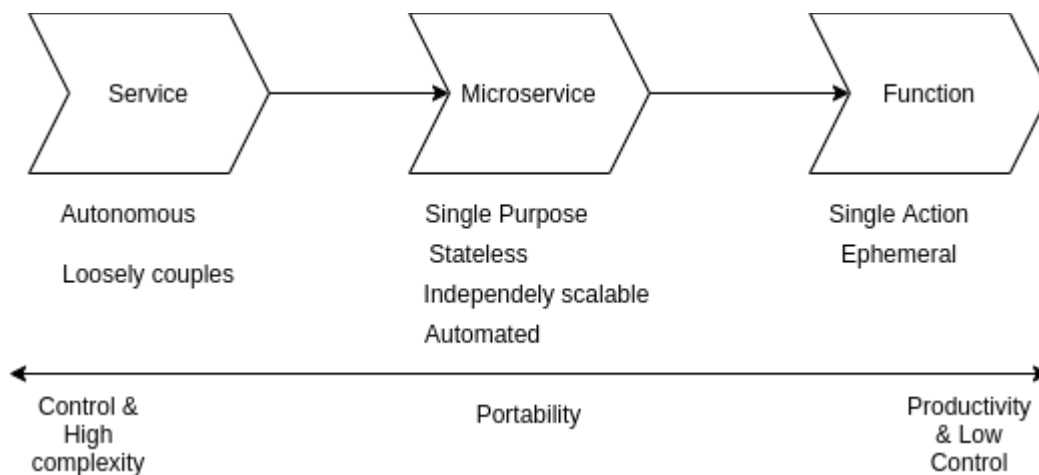 Service
Microservice
Function
Autonomous
Loosely couples
Single Purpose
Stateless
Independely scalable
Automated
Single Action
Ephemeral
Control &
High
complexity
Portability
Productivity
& Low
Control